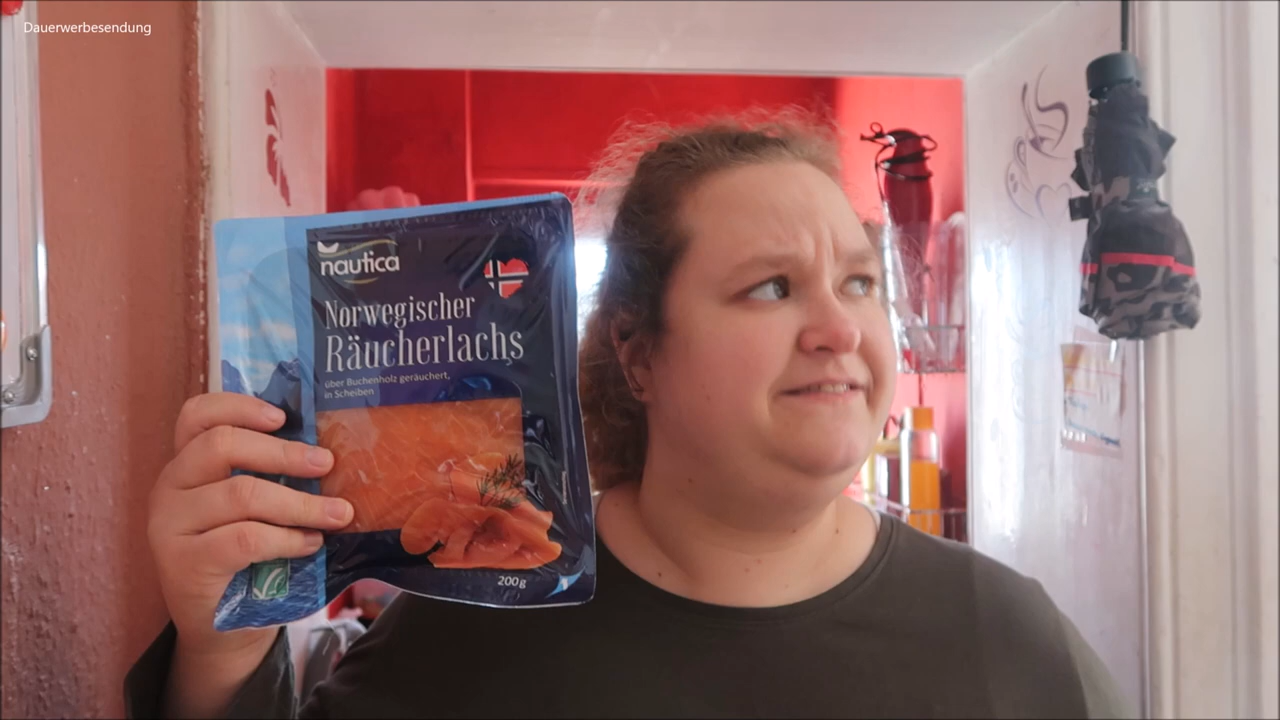 Dauerwerbesendung
nautica
Norwegischer
Räucherlachs
über Buchenholz geräuchert,
in Scheiben
200g